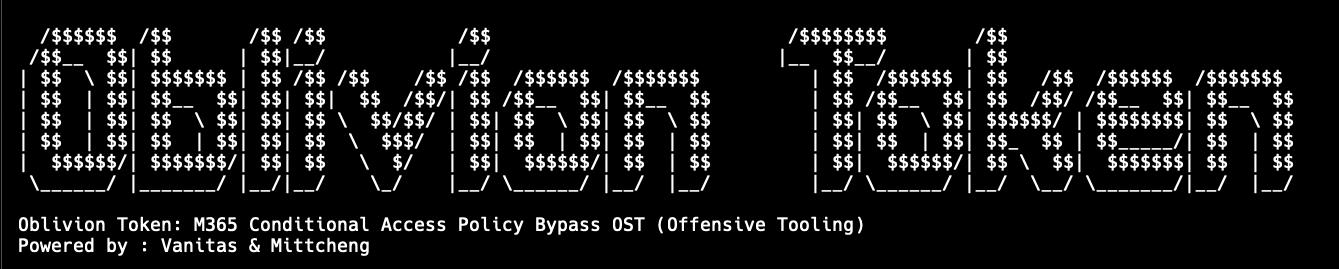 Oblivion Token
Oblivion Token: M365 Conditional Access Policy Bypass OST (Offensive Tooling)
Powered by : Vanitas & Mittcheng